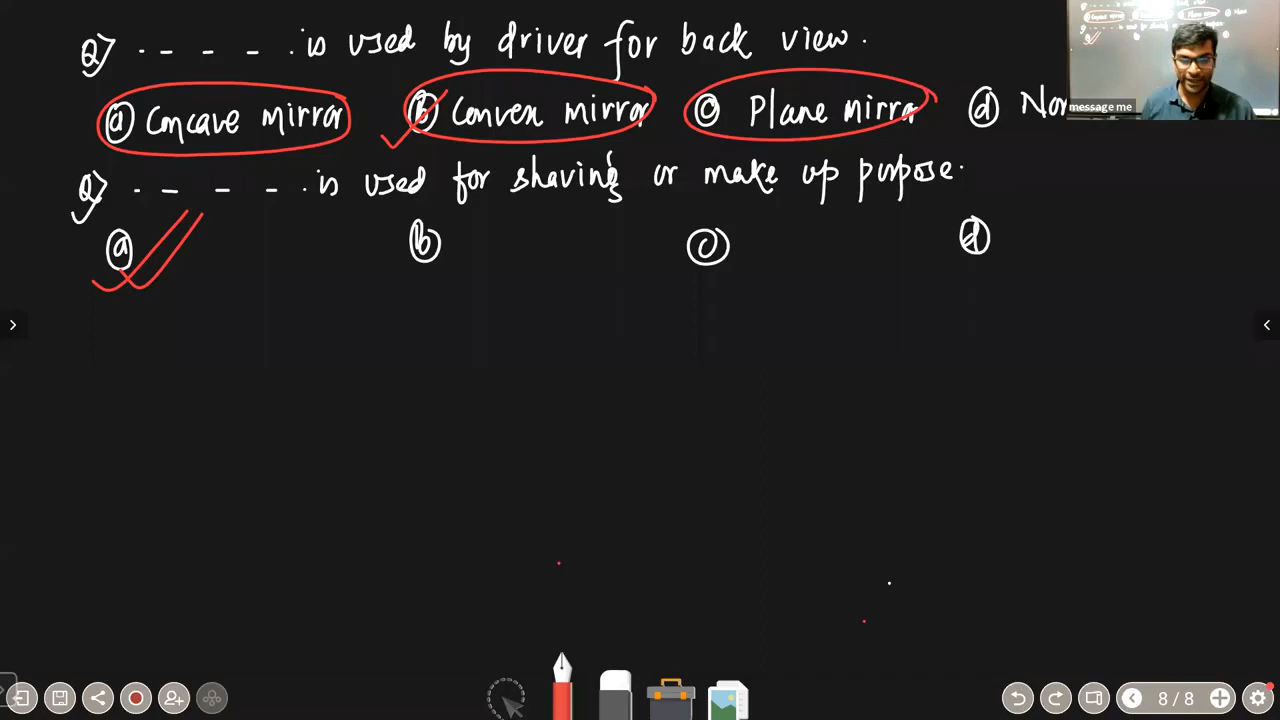 Q) - - - - . is used by driver for back view.
(a) Concave mirror (b) Convex mirror (c) Plane mirror (d)
message me
Q) - - - - . is used for shaving or make up purpose.
(a) (b) (c) (d)
8/8